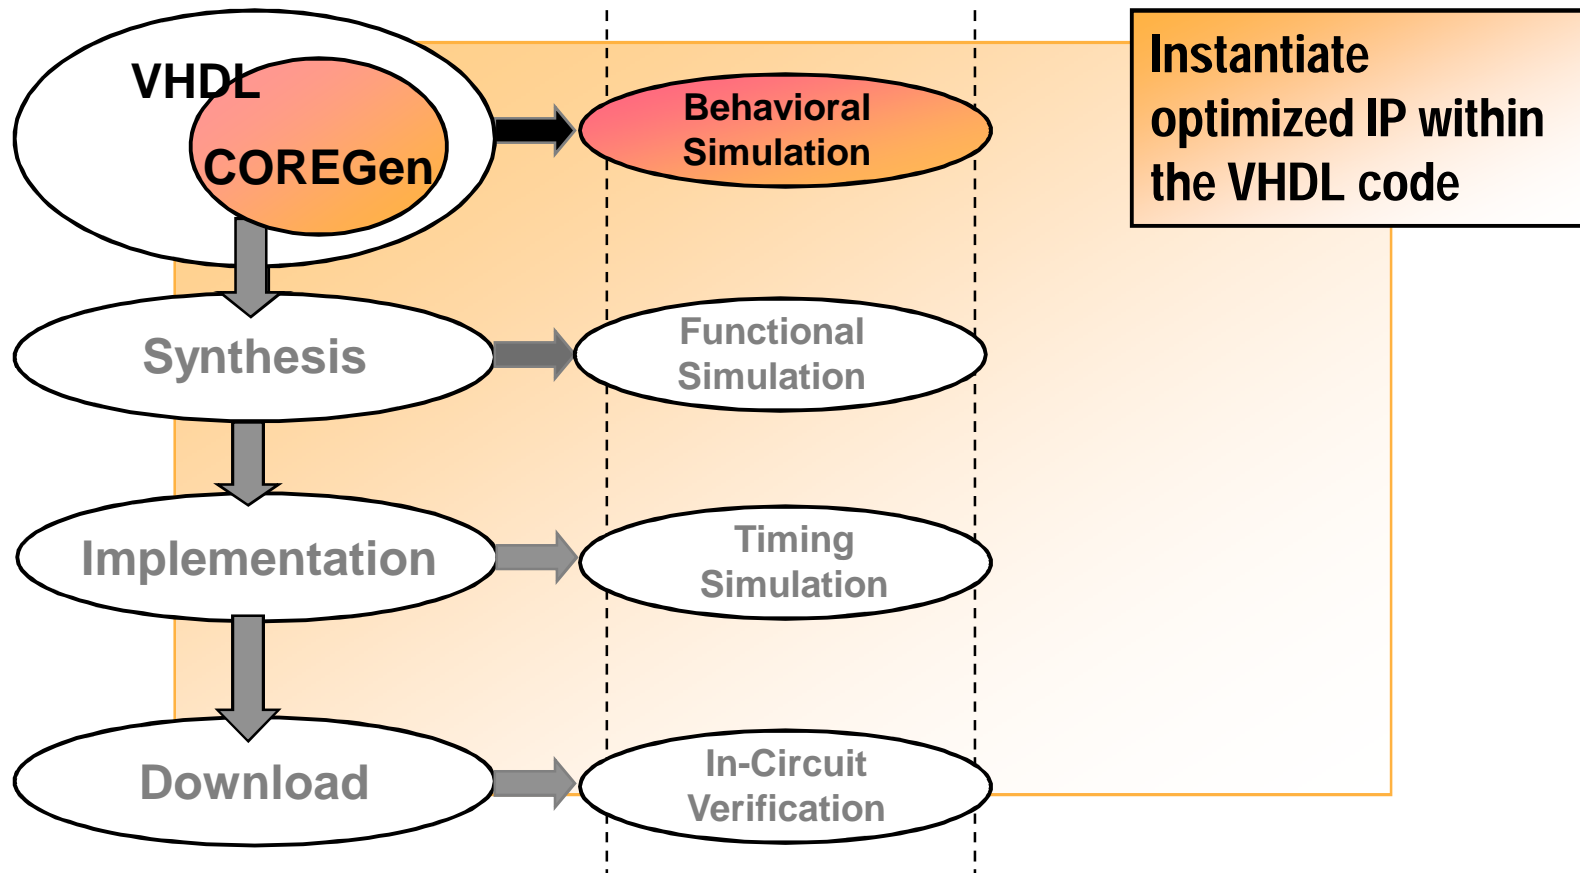 VHDL
COREGen
Behavioral
Simulation
Instantiate
optimized IP within
the VHDL code
Synthesis
Functional
Simulation
Implementation
Timing
Simulation
Download
In-Circuit
Verification